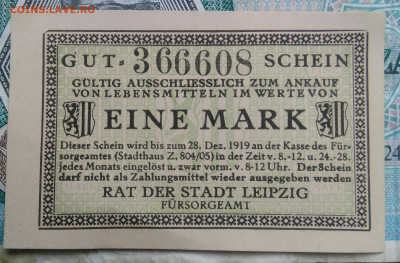 COINS.LAVE.RO
GUT- 366608 SCHEIN
GÜLTIG AUSSCHLIESSLICH ZUM ANKAUF
VON LEBENSMITTELN IM WERTE VON
EINE MARK
Dieser Schein wird bis zum 28. Dez. 1919 an der Kasse des Für-
sorgeamtes (Stadthaus Z. 804/05) in der Zeit v. 8.-12. u. 24.-28.
jedes Monats eingelöst u. zwar vorm. v. 8-12 Uhr. Der Schein
darf nicht als Zahlungsmittel wieder ausgegeben werden
RAT DER STADT LEIPZIG
FÜRSORGEAMT